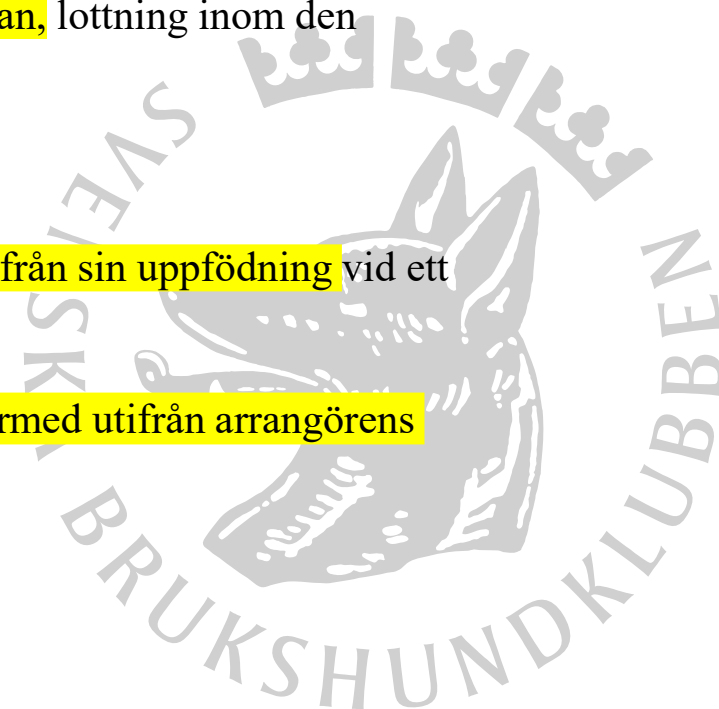 an, lottning inom den
från sin uppfödning vid ett
rmed utifrån arrangörens
SVENSKA BRUKSHUNDKLUBBEN